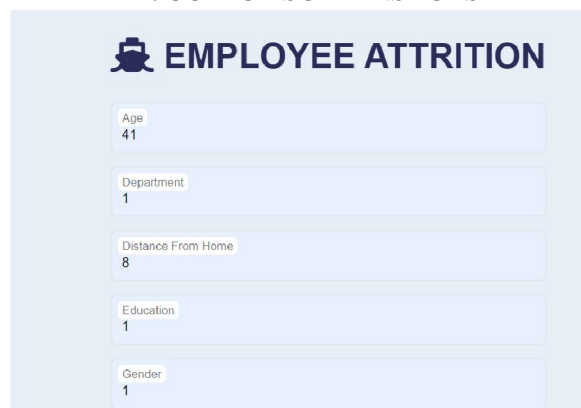 EMPLOYEE ATTRITION
Age
41
Department
1
Distance From Home
8
Education
1
Gender
1